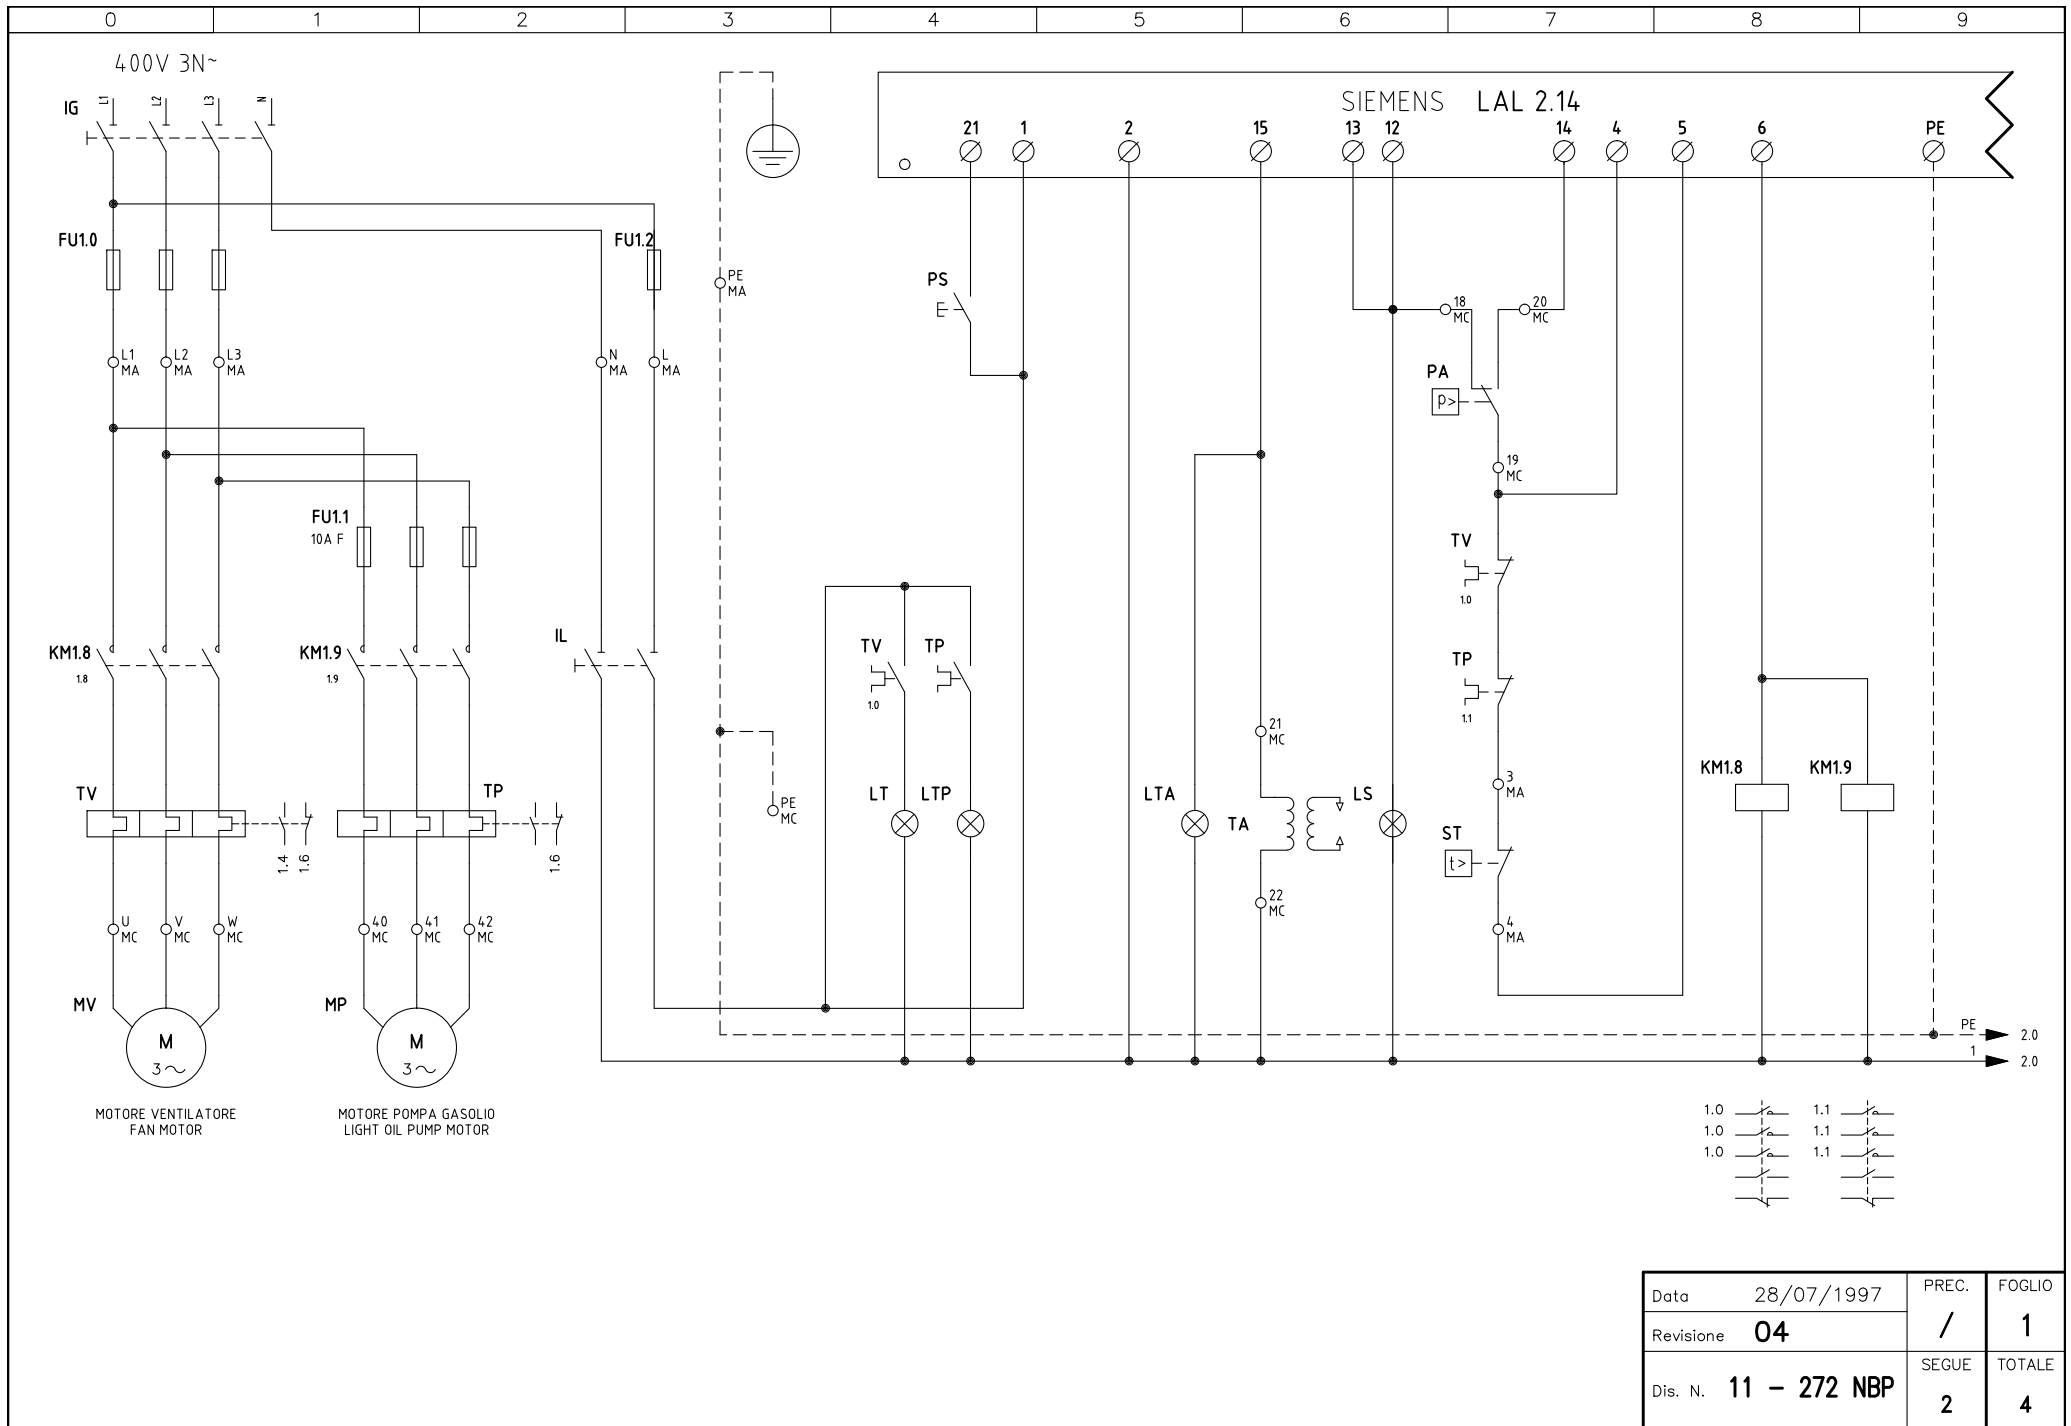 0 1 2 3 4 5 6 7 8 9
400V 3N~
IG L1 L2 L3 N
SIEMENS LAL 2.14
21 1 2 15 13 12 14 4 5 6 PE
FU1.0
FU1.2
PE
MA
PS
18
MC
20
MC
L1
MA
L2
MA
L3
MA
N
MA
L
MA
PA
p>
19
MC
FU1.1
10A F
TV
1.0
KM1.8
1.8
KM1.9
1.9
IL
TV
1.0
TP
TP
1.1
21
MC
TV
TP
1.4
1.6
1.6
PE
MC
LT
LTP
LTA
TA
LS
3
MA
KM1.8
KM1.9
ST
t>
22
MC
4
MA
U
MC
V
MC
W
MC
40
MC
41
MC
42
MC
MV
M
3~
MP
M
3~
PE 2.0
1 2.0
MOTORE VENTILATORE
FAN MOTOR
MOTORE POMPA GASOLIO
LIGHT OIL PUMP MOTOR
1.0 1.1
1.0 1.1
1.0 1.1
Data 28/07/1997
PREC.
/
FOGLIO
1
Revisione 04
Dis. N. 11 - 272 NBP
SEGUE
2
TOTALE
4